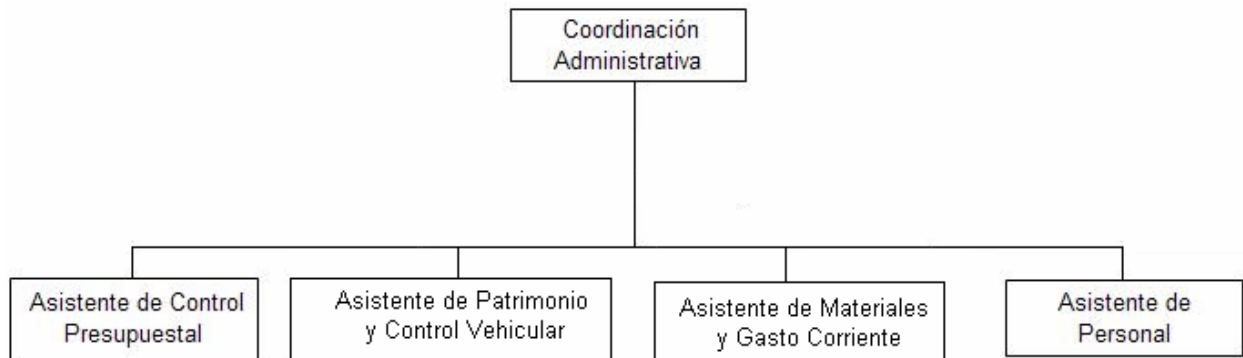 Coordinación
Administrativa
Asistente de Control
Presupuestal
Asistente de Patrimonio
y Control Vehicular
Asistente de Materiales
y Gasto Corriente
Asistente de
Personal